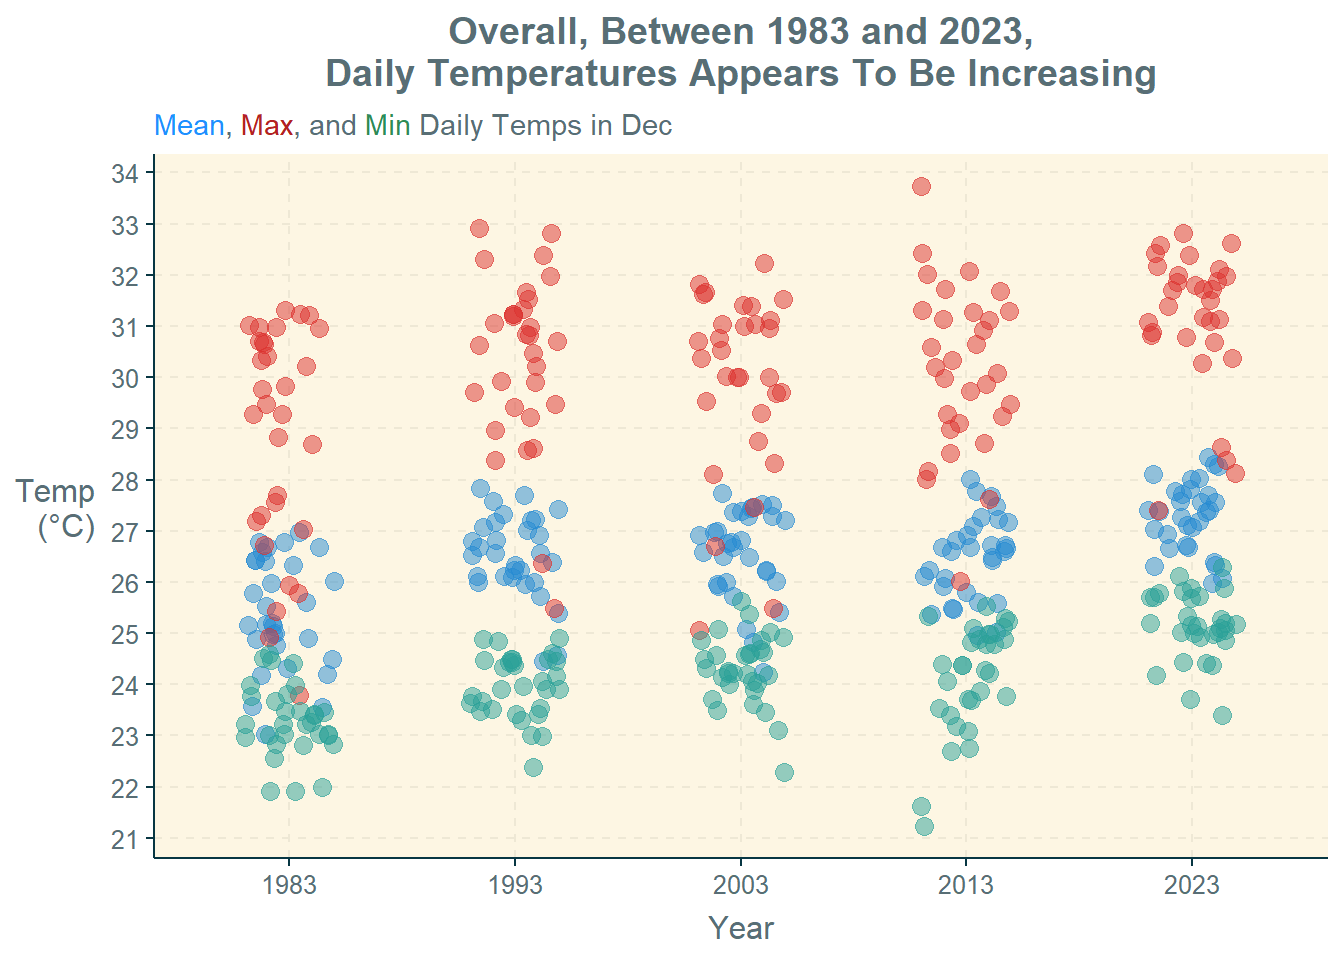 Overall, Between 1983 and 2023,
Daily Temperatures Appears To Be Increasing
Mean, Max, and Min Daily Temps in Dec
34
33
32
31
30
29
28
27
26
25
24
23
22
21
Temp
(°C)
1983 1993 2003 2013 2023
Year